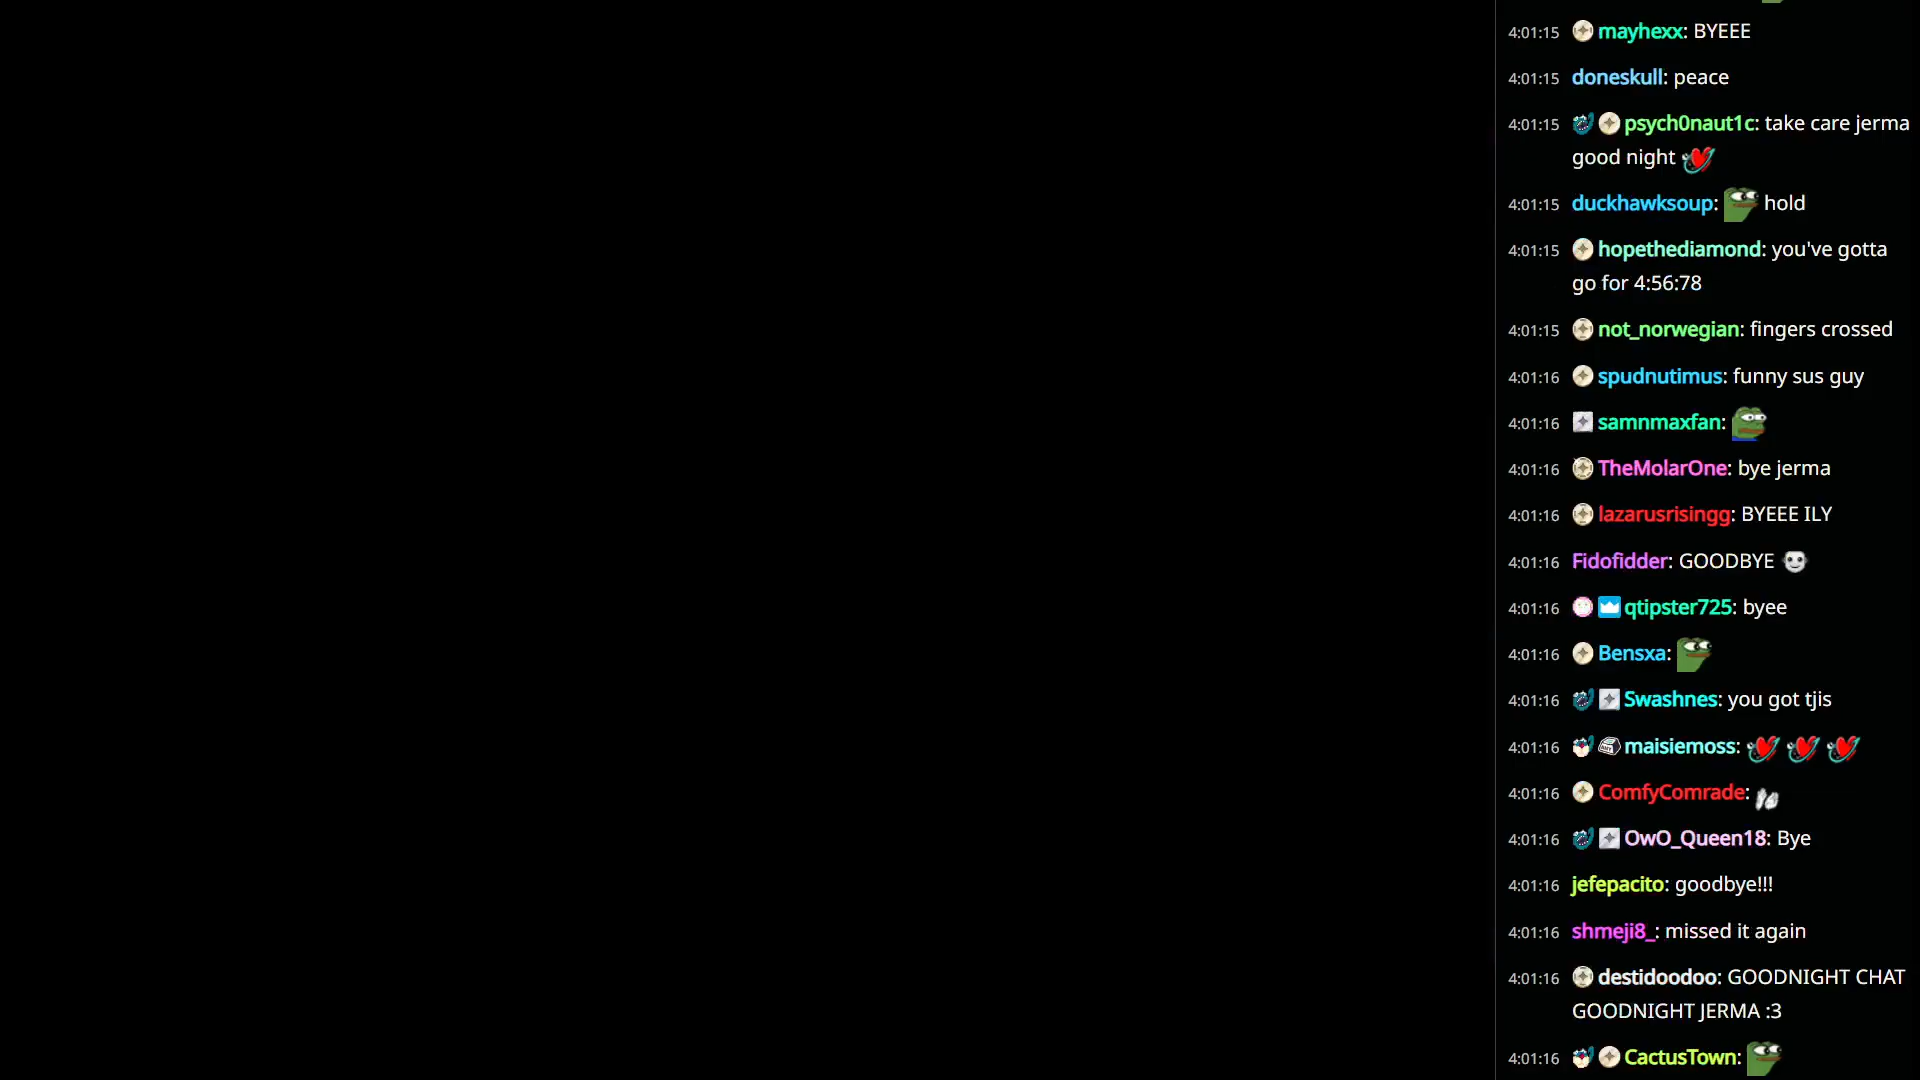 4:01:15 mayhexx: BYEEE
4:01:15 doneskull: peace
4:01:15 psych0naut1c: take care jerma
good night
4:01:15 duckhawksoup: hold
4:01:15 hopethediamond: you've gotta
go for 4:56:78
4:01:15 not_norwegian: fingers crossed
4:01:16 spudnutimus: funny sus guy
4:01:16 samnmaxfan:
4:01:16 TheMolarOne: bye jerma
4:01:16 lazarusrisingg: BYEEE ILY
4:01:16 Fidofidder: GOODBYE
4:01:16 qtipster725: byee
4:01:16 Bensxa:
4:01:16 Swashnes: you got tjis
4:01:16 maisiemoss:
4:01:16 ComfyComrade:
4:01:16 OwO_Queen18: Bye
4:01:16 jefepacito: goodbye!!!
4:01:16 shmeji8_: missed it again
4:01:16 destidoodoo: GOODNIGHT CHAT
GOODNIGHT JERMA :3
4:01:16 CactusTown: